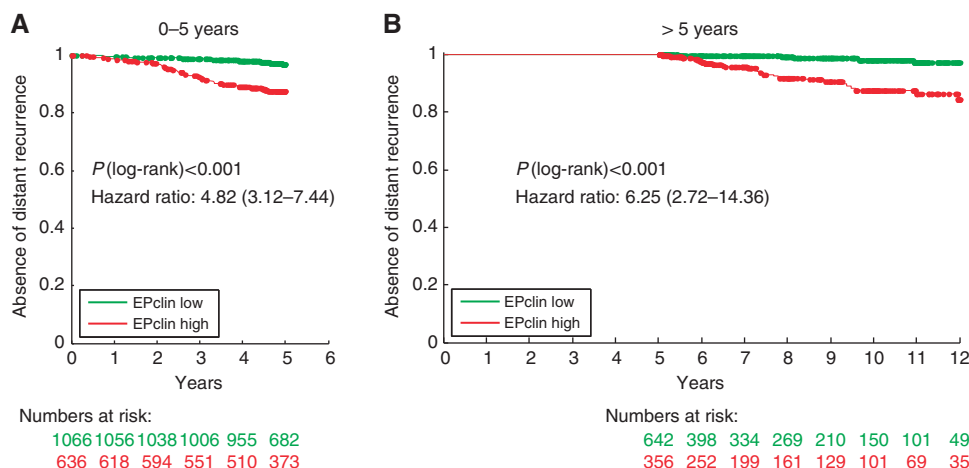 A
0–5 years
1
0.8
0.6
0.4
0.2
0
Absence of distant recurrence
P(log-rank)<0.001
Hazard ratio: 4.82 (3.12–7.44)
EPclin low
EPclin high
0 1 2 3 4 5 6
Years
Numbers at risk:
1066 1056 1038 1006 955 682
636 618 594 551 510 373
B
> 5 years
1
0.8
0.6
0.4
0.2
0
Absence of distant recurrence
P(log-rank)<0.001
Hazard ratio: 6.25 (2.72–14.36)
EPclin low
EPclin high
0 1 2 3 4 5 6 7 8 9 10 11 12
Years
Numbers at risk:
642 398 334 269 210 150 101 49
356 252 199 161 129 101 69 35